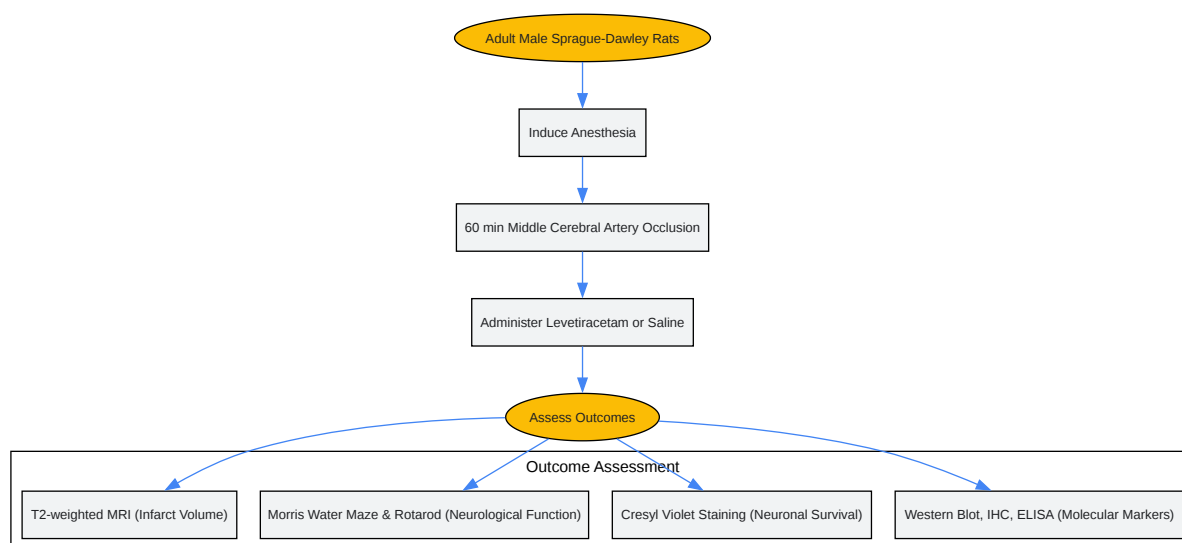 Adult Male Sprague-Dawley Rats
Induce Anesthesia
60 min Middle Cerebral Artery Occlusion
Administer Levetiracetam or Saline
Assess Outcomes
Outcome Assessment
T2-weighted MRI (Infarct Volume)
Morris Water Maze & Rotarod (Neurological Function)
Cresyl Violet Staining (Neuronal Survival)
Western Blot, IHC, ELISA (Molecular Markers)